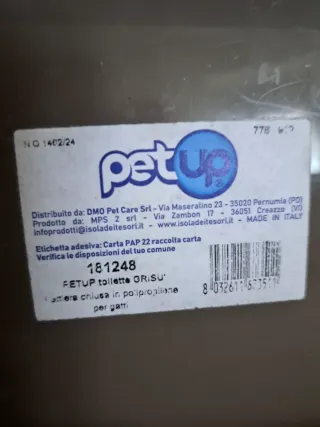 N O 1402/24
776
petup
Distribuito da: DMO Pet Care Srl - Via Maseralino 23 - 35020 Pernumia (PD)
Prodotto da: MPS 2 srl - Via Zambon 17 - 36051 Creazzo (VI)
infoprodotti@isoladeitesori.it - www.isoladeitesori.it - MADE IN ITALY
Etichetta adesiva: Carta PAP 22 raccolta carta
Verifica le disposizioni del tuo comune
181248
PETUP toilette GRISU'
lettiera chiusa in polipropilene
per gatti